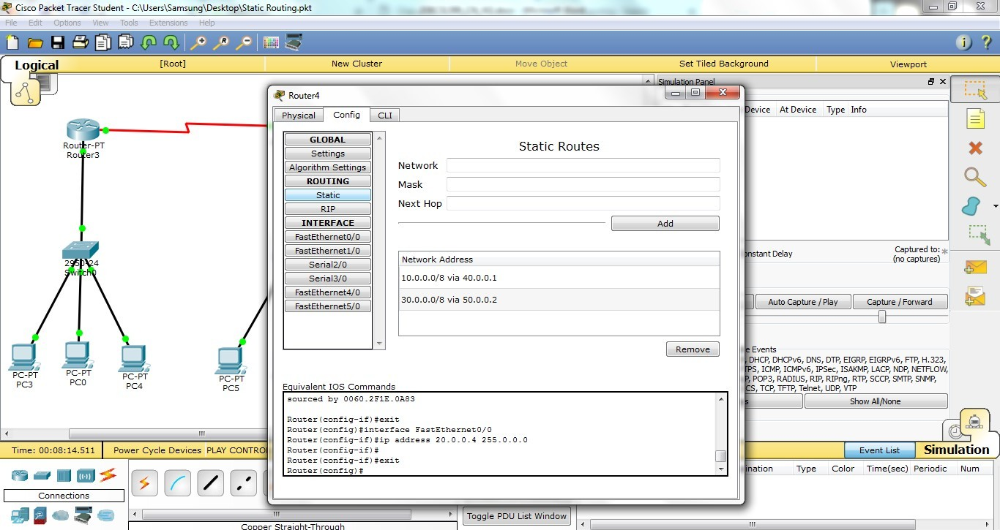 Cisco Packet Tracer Student - C:\Users\Samsung\Desktop\Static Routing.pkt
File Edit Options View Tools Extensions Help
Logical
[Root]
New Cluster
Move Object
Set Tiled Background
Viewport
Router-PT
Router3
2950-24
Switch0
PC-PT
PC3
PC-PT
PC0
PC-PT
PC4
PC-PT
PC5
Router4
Physical Config CLI
GLOBAL
Settings
Algorithm Settings
ROUTING
Static
RIP
INTERFACE
FastEthernet0/0
FastEthernet1/0
Serial2/0
Serial3/0
FastEthernet4/0
FastEthernet5/0
Static Routes
Network
Mask
Next Hop
Add
Network Address
10.0.0.0/8 via 40.0.0.1
30.0.0.0/8 via 50.0.0.2
Remove
Equivalent IOS Commands
sourced by 0060.2F1E.0A83
Router(config-if)#exit
Router(config)#interface FastEthernet0/0
Router(config-if)#ip address 20.0.0.4 255.0.0.0
Router(config-if)#
Router(config-if)#exit
Router(config)#
Simulation Panel
Device At Device Type Info
onstant Delay
Captured to: *
(no captures)
Auto Capture / Play
Capture / Forward
e Events
, DHCP, DHCPv6, DNS, DTP, EIGRP, EIGRPv6, FTP, H.323,
TPS, ICMP, ICMPv6, IPSec, ISAKMP, LACP, NDP, NETFLOW,
P, POP3, RADIUS, RIP, RIPng, RTP, SCCP, SMTP, SNMP,
CS, TCP, TFTP, Telnet, UDP, VTP
s
Show All/None
Time: 00:08:14.511
Power Cycle Devices PLAY CONTRO
Event List
Simulation
Connections
Copper Straight-Through
Toggle PDU List Window
ination Type Color Time(sec) Periodic Num